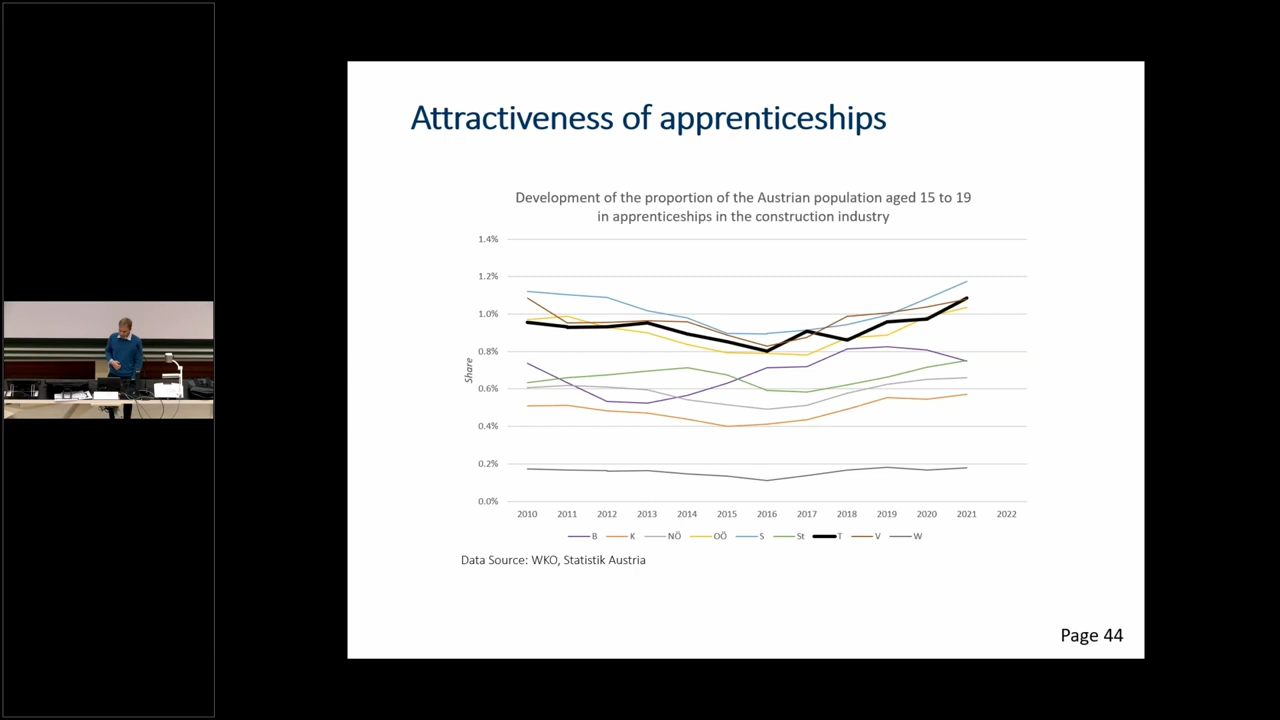 Attractiveness of apprenticeships
Development of the proportion of the Austrian population aged 15 to 19
in apprenticeships in the construction industry
1.4%
1.2%
1.0%
0.8%
0.6%
0.4%
0.2%
0.0%
Share
2010 2011 2012 2013 2014 2015 2016 2017 2018 2019 2020 2021 2022
B K NÖ OÖ S St T V W
Data Source: WKO, Statistik Austria
Page 44